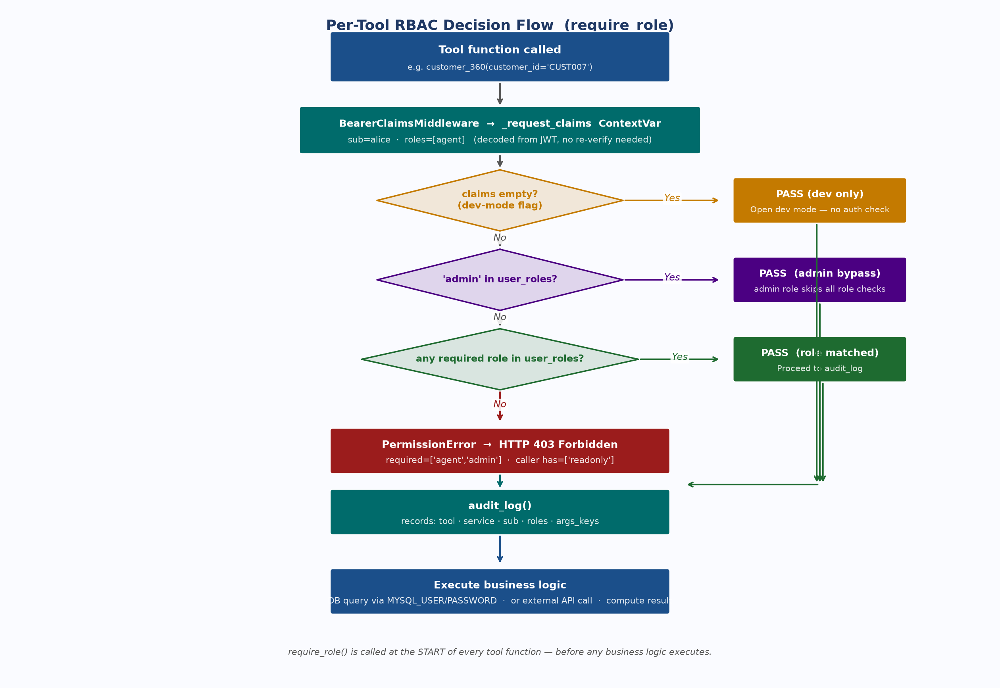 Per-Tool RBAC Decision Flow  (require_role)
Tool function called
e.g. customer_360(customer_id='CUST007')
BearerClaimsMiddleware  →  _request_claims  ContextVar
sub=alice  ·  roles=[agent]   (decoded from JWT, no re-verify needed)
claims empty?
(dev-mode flag)
Yes
PASS (dev only)
Open dev mode — no auth check
No
'admin' in user_roles?
Yes
PASS  (admin bypass)
admin role skips all role checks
No
any required role in user_roles?
Yes
PASS  (role matched)
Proceed to audit_log
No
PermissionError  →  HTTP 403 Forbidden
required=['agent','admin']  ·  caller has=['readonly']
audit_log()
records: tool · service · sub · roles · args_keys
Execute business logic
DB query via MYSQL_USER/PASSWORD  ·  or external API call  ·  compute result
require_role() is called at the START of every tool function — before any business logic executes.